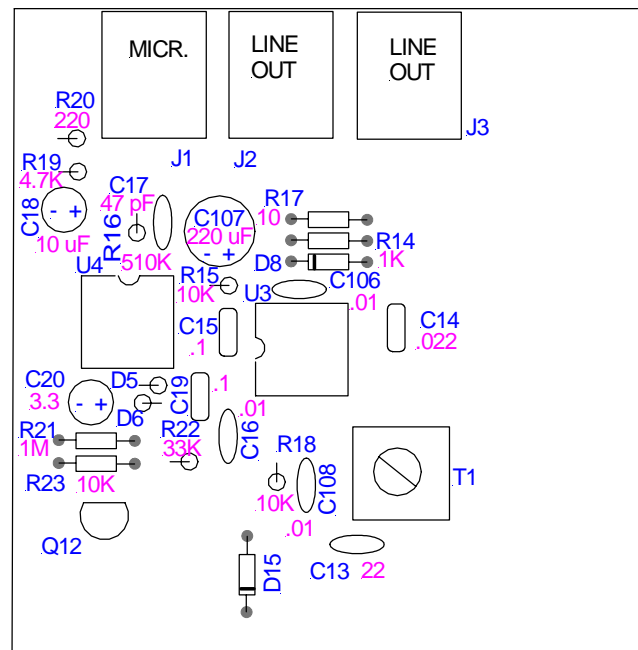 MICR.
LINE
OUT
LINE
OUT
R20
220
J3
J1
J2
R19
4.7K
C17
47 pF
C18
- +
10 uF
R16
510K
C107
220 uF
- +
R17
10
R14
1K
D8
U4
R15
10K
U3
C106
.01
C15
.1
C14
.022
C20
3.3
- +
D5
D6
C19
.1
.01
C16
R21
1M
R22
33K
R23
10K
R18
10K
C108
.01
T1
Q12
D15
C13
22